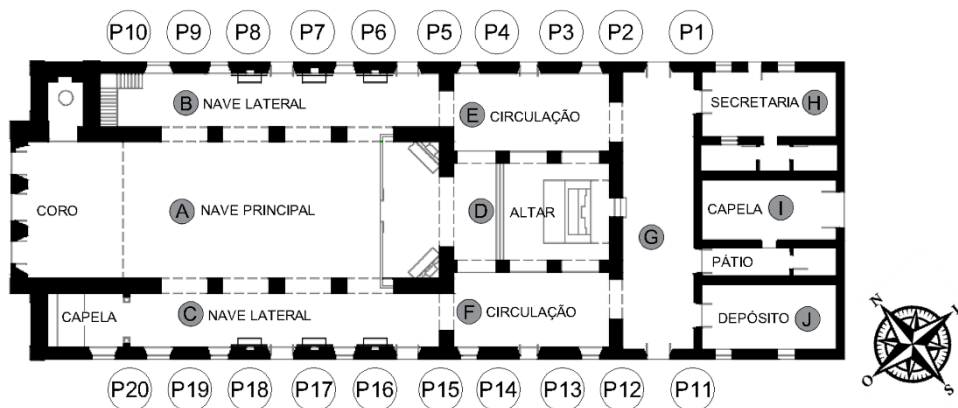 P10 P9 P8 P7 P6 P5 P4 P3 P2 P1
B NAVE LATERAL
E CIRCULAÇÃO
SECRETARIA H
CORO
A NAVE PRINCIPAL
D ALTAR
G
CAPELA I
PÁTIO
CAPELA
C NAVE LATERAL
F CIRCULAÇÃO
DEPÓSITO J
N L
O S
P20 P19 P18 P17 P16 P15 P14 P13 P12 P11